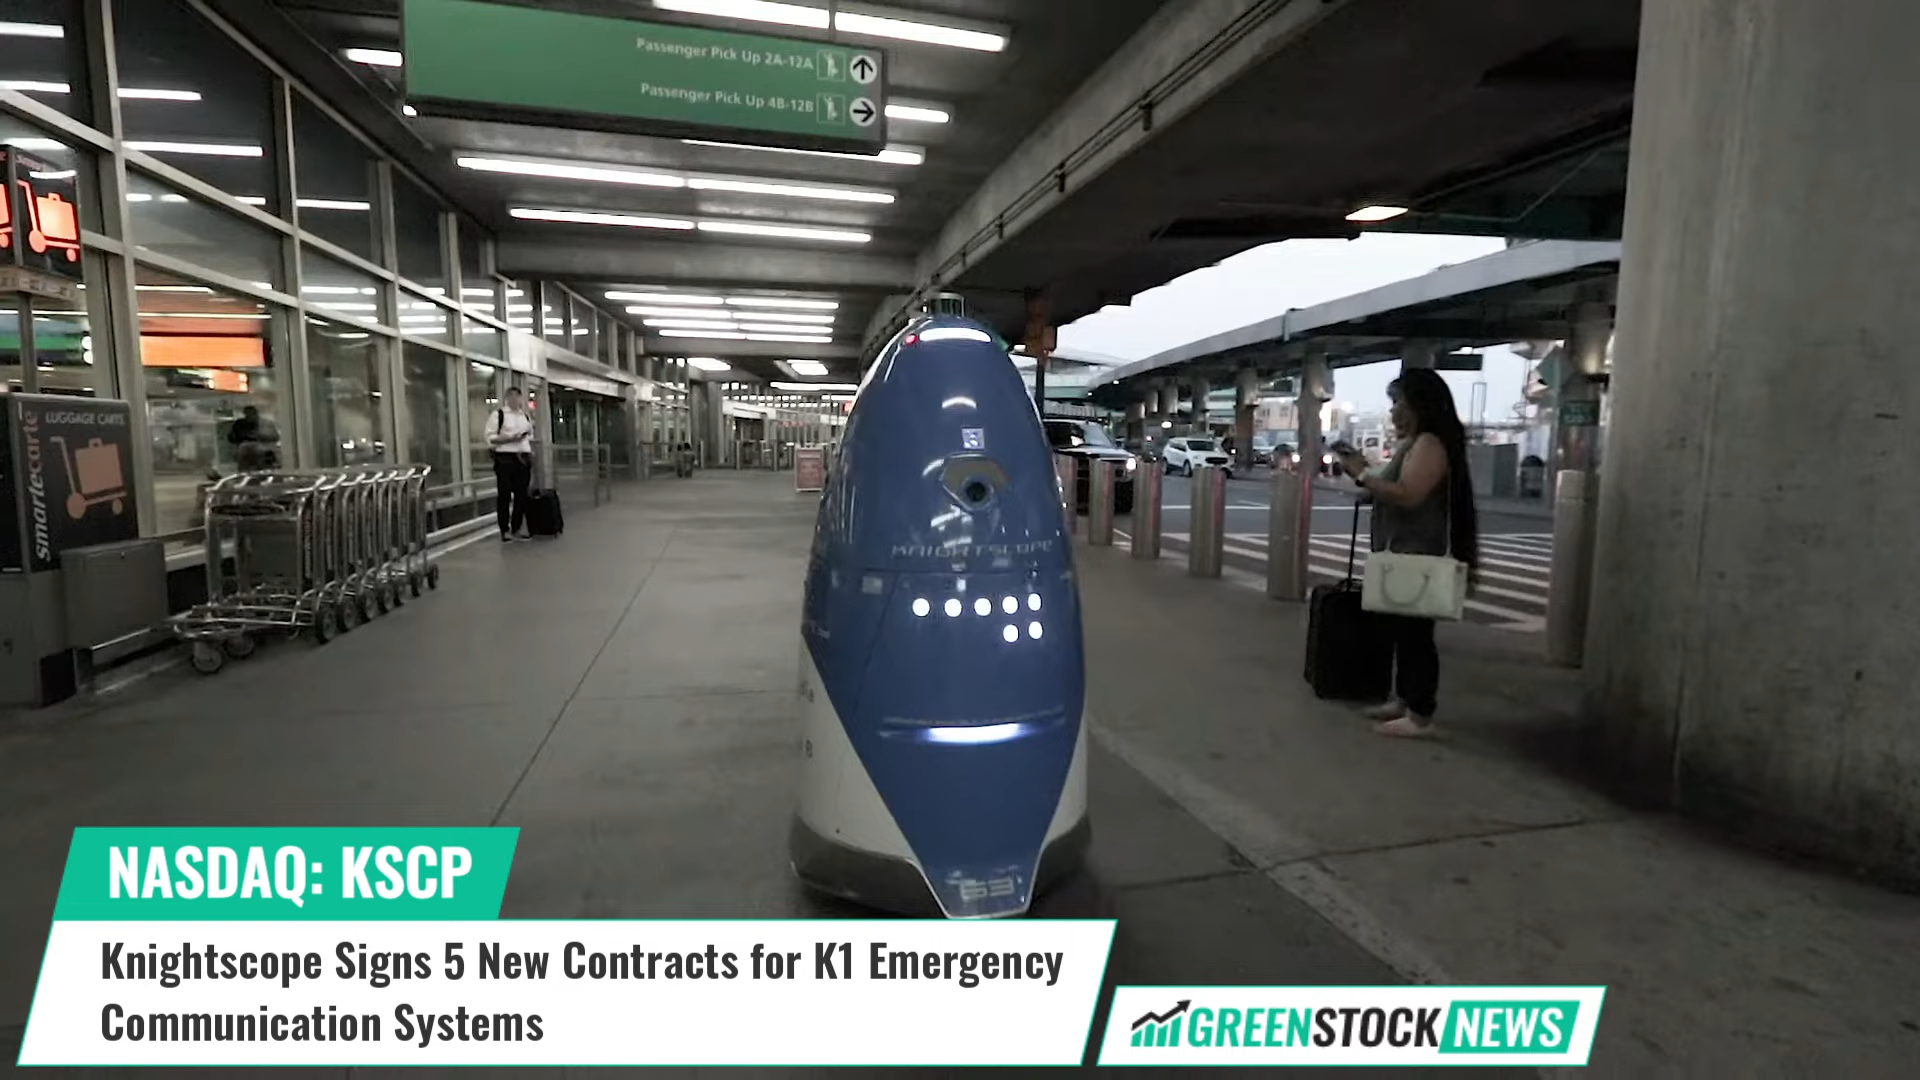 Passenger Pick Up 2A-12A
Passenger Pick Up 4B-12B
LUGGAGE CARTS
smartecarte
KNIGHTSCOPE
NASDAQ: KSCP
Knightscope Signs 5 New Contracts for K1 Emergency
Communication Systems
GREENSTOCK NEWS